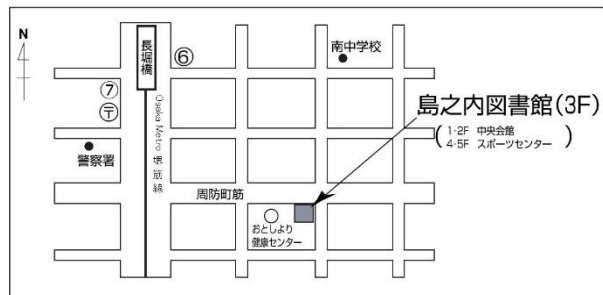 N
長堀橋
⑥
南中学校
⑦
〒
Osaka Metro 堺筋線
島之内図書館(3F)
(1・2F 中央会館
4・5F スポーツセンター)
警察署
周防町筋
おとしより
健康センター